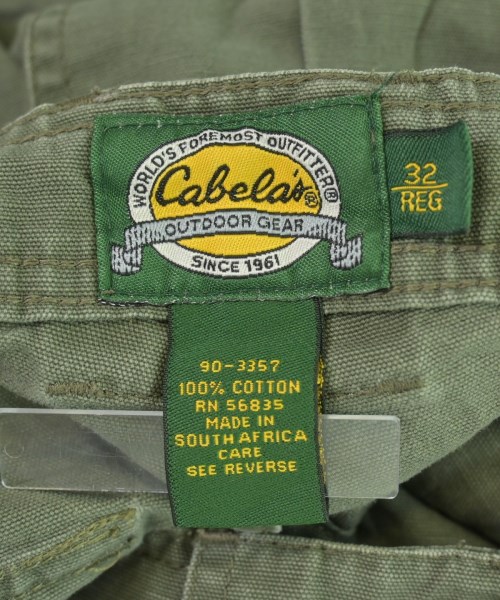 WORLD'S FOREMOST OUTFITTER®
Cabela's®
OUTDOOR GEAR
SINCE 1961
32
REG
90-3357
100% COTTON
RN 56835
MADE IN
SOUTH AFRICA
CARE
SEE REVERSE